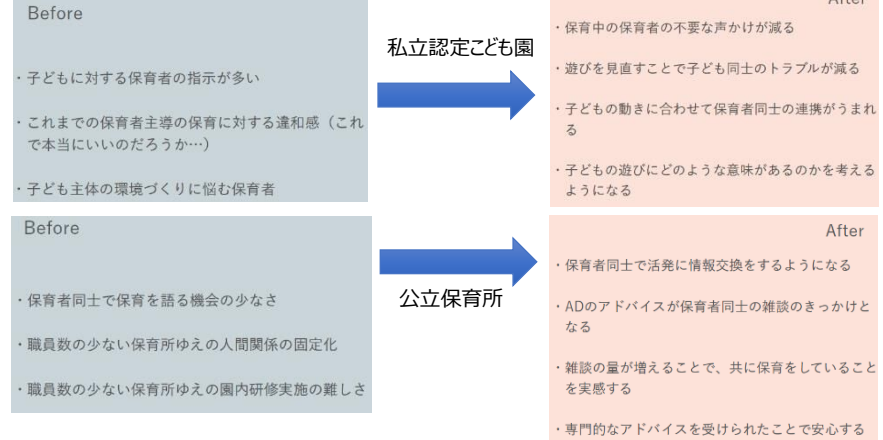 Before
・子どもに対する保育者の指示が多い
・これまでの保育者主導の保育に対する違和感（これ
で本当にいいのだろうか…）
・子ども主体の環境づくりに悩む保育者
私立認定こども園
After
・保育中の保育者の不要な声かけが減る
・遊びを見直すことで子ども同士のトラブルが減る
・子どもの動きに合わせて保育者同士の連携がうまれ
る
・子どもの遊びにどのような意味があるのかを考える
ようになる
Before
・保育者同士で保育を語る機会の少なさ
・職員数の少ない保育所ゆえの人間関係の固定化
・職員数の少ない保育所ゆえの園内研修実施の難しさ
公立保育所
After
・保育者同士で活発に情報交換をするようになる
・ADのアドバイスが保育者同士の雑談のきっかけと
なる
・雑談の量が増えることで、共に保育をしていること
を実感する
・専門的なアドバイスを受けられたことで安心する